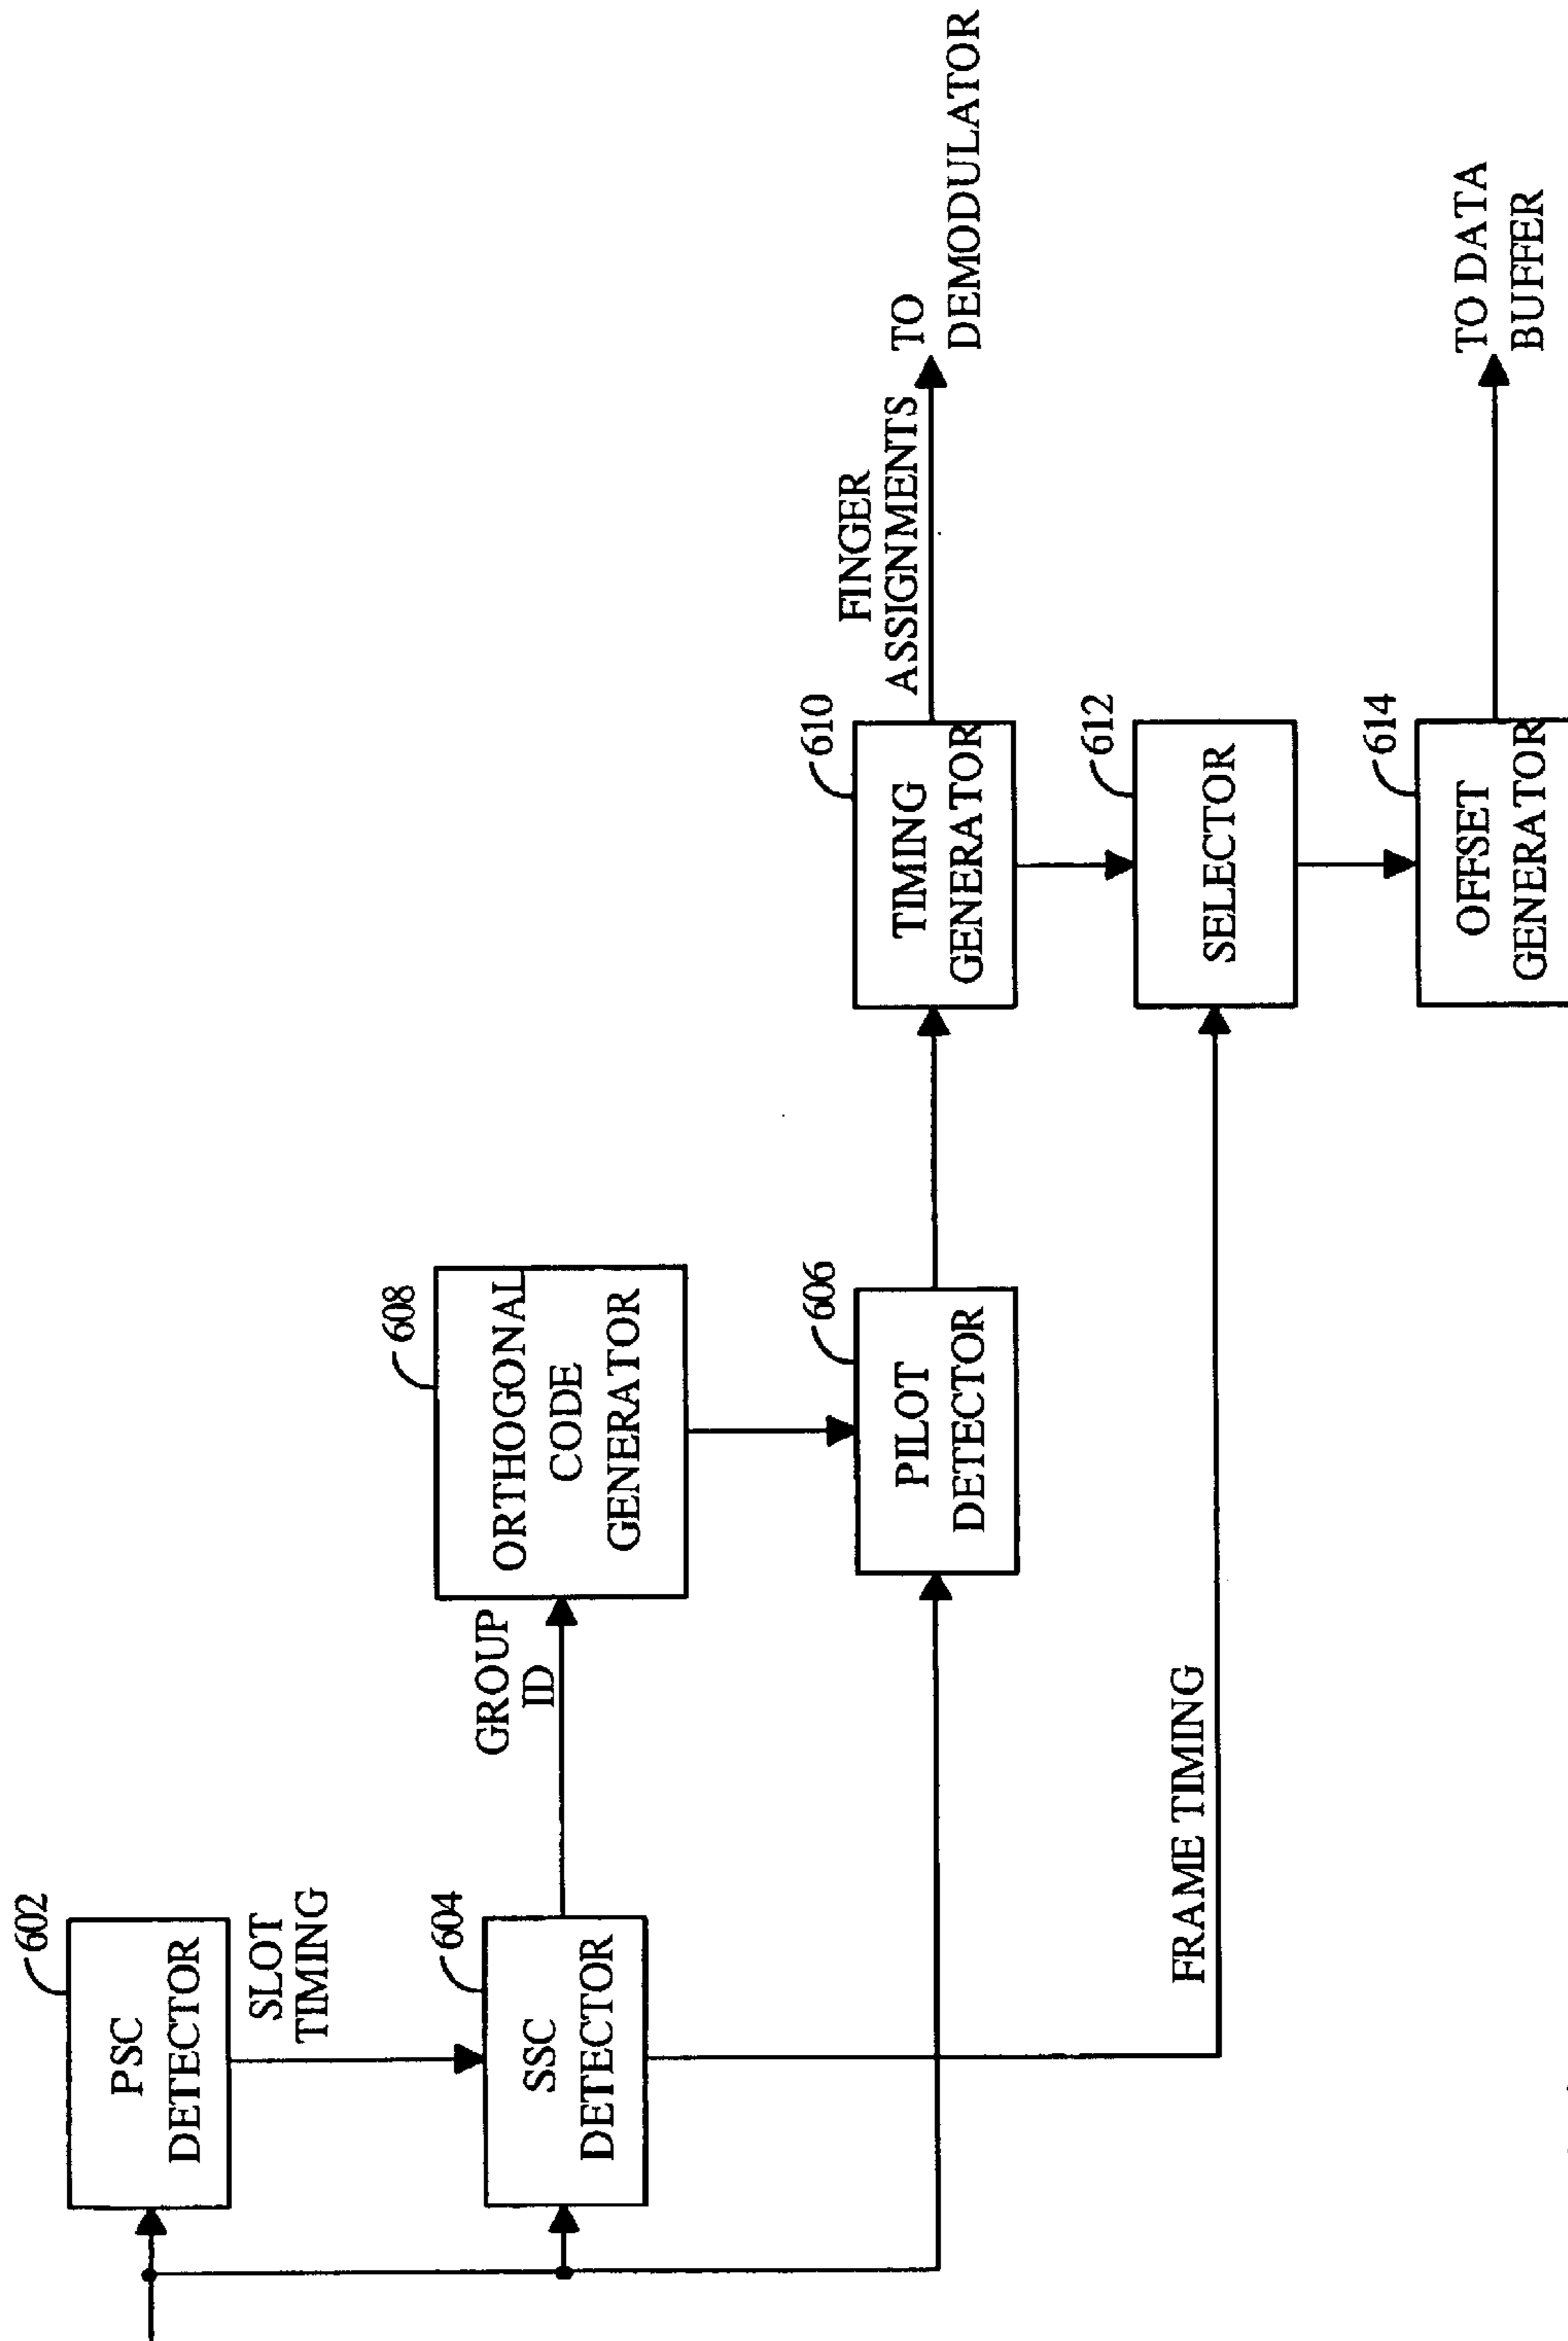 602
PSC
DETECTOR
SLOT
TIMING
604
SSC
DETECTOR
GROUP
ID
608
ORTHOGONAL
CODE
GENERATOR
606
PILOT
DETECTOR
FRAME TIMING
610
TIMING
GENERATOR
FINGER
ASSIGNMENTS
TO
DEMODULATOR
612
SELECTOR
614
OFFSET
GENERATOR
TO DATA
BUFFER